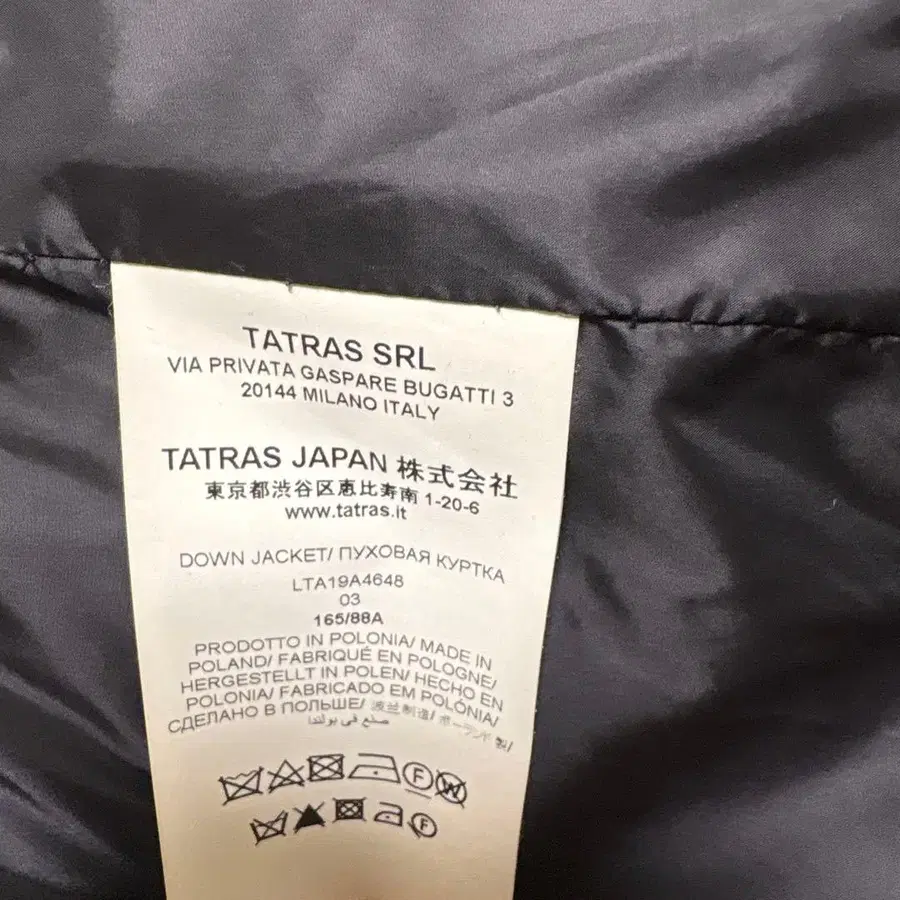 TATRAS SRL
VIA PRIVATA GASPARE BUGATTI 3
20144 MILANO ITALY
TATRAS JAPAN 株式会社
東京都渋谷区恵比寿南 1-20-6
www.tatras.it
DOWN JACKET/ ПУХОВАЯ КУРТКА
LTA19A4648
03
165/88A
PRODOTTO IN POLONIA/ MADE IN
POLAND/ FABRIQUÉ EN POLOGNE/
HERGESTELLT IN POLEN/ HECHO EN
POLONIA/ FABRICADO EM POLÓNIA/
СДЕЛАНО В ПОЛЬШЕ/ 波兰制造/ ポーランド製/
صنع في بولندا
F W
F